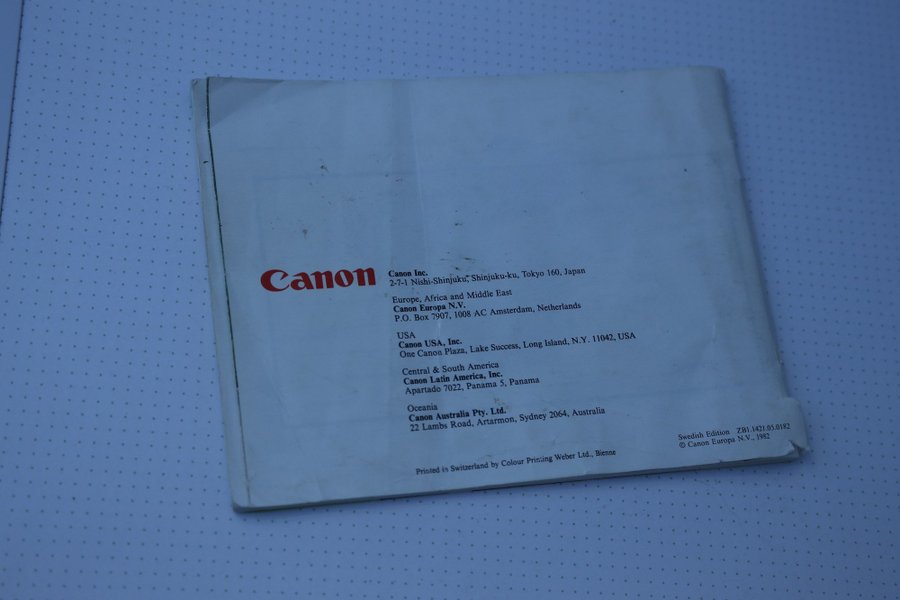 Canon
Canon Inc.
2-7-1 Nishi-Shinjuku, Shinjuku-ku, Tokyo 160, Japan
Europe, Africa and Middle East
Canon Europa N.V.
P.O. Box 7907, 1008 AC Amsterdam, Netherlands
USA
Canon USA, Inc.
One Canon Plaza, Lake Success, Long Island, N.Y. 11042, USA
Central & South America
Canon Latin America, Inc.
Apartado 7022, Panama 5, Panama
Oceania
Canon Australia Pty. Ltd.
22 Lambs Road, Artarmon, Sydney 2064, Australia
Swedish Edition ZB1.1421.05.0182
© Canon Europa N.V., 1982
Printed in Switzerland by Colour Printing Weber Ltd., Bienne